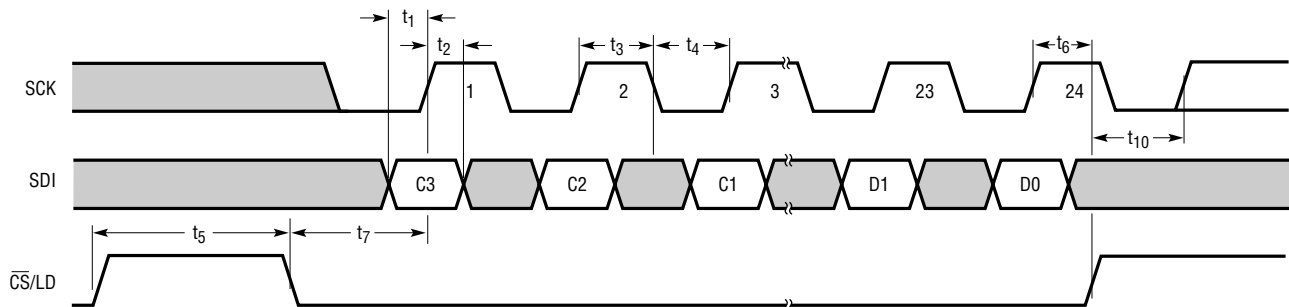 t1
t2 t3 t4 t6
SCK 1 2 3 23 24
t10
SDI C3 C2 C1 D1 D0
t5 t7
C̅S̅/LD